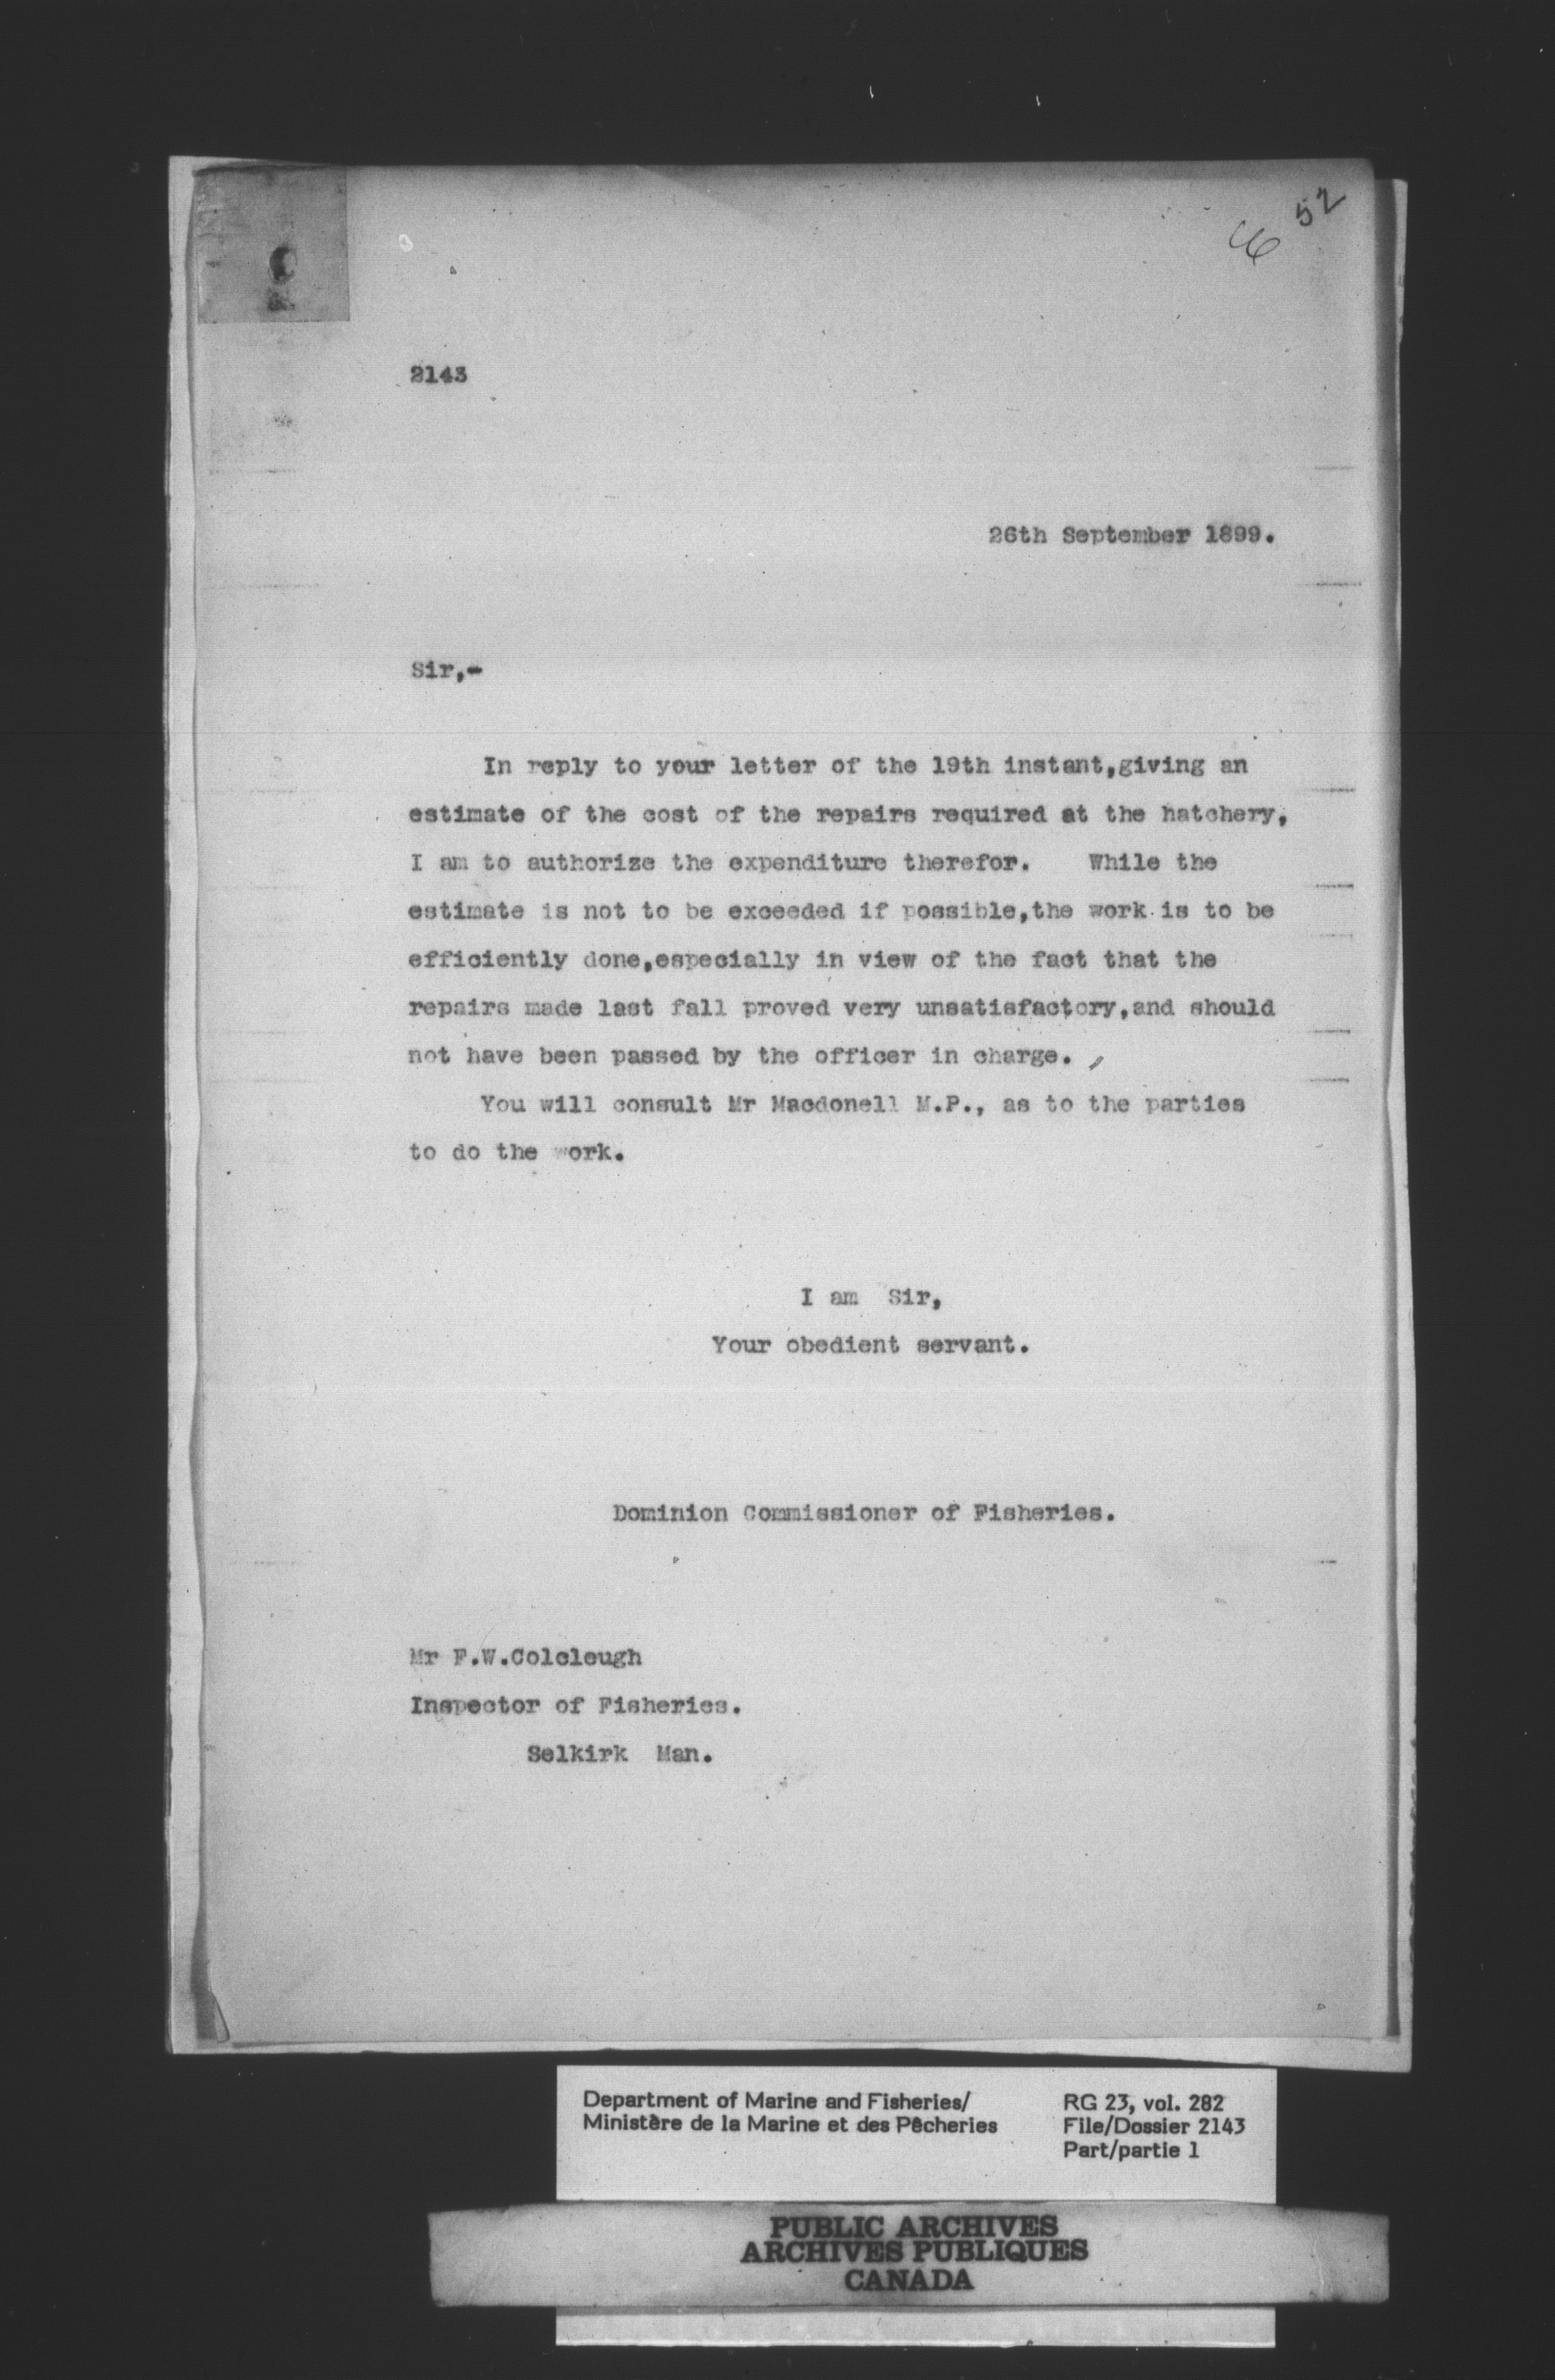 52
2143
26th September 1899.
Sir,-
In reply to your letter of the 19th instant,giving an
estimate of the cost of the repairs required at the hatchery,
I am to authorize the expenditure therefor. While the
estimate is not to be exceeded if possible,the work is to be
efficiently done,especially in view of the fact that the
repairs made last fall proved very unsatisfactory,and should
not have been passed by the officer in charge.
You will consult Mr Macdonell M.P., as to the parties
to do the work.
I am Sir,
Your obedient servant.
Dominion Commissioner of Fisheries.
Mr F.W.Colcleugh
Inspector of Fisheries.
Selkirk Man.
Department of Marine and Fisheries/
Ministère de la Marine et des Pêcheries
RG 23, vol. 282
File/Dossier 2143
Part/partie 1
PUBLIC ARCHIVES
ARCHIVES PUBLIQUES
CANADA